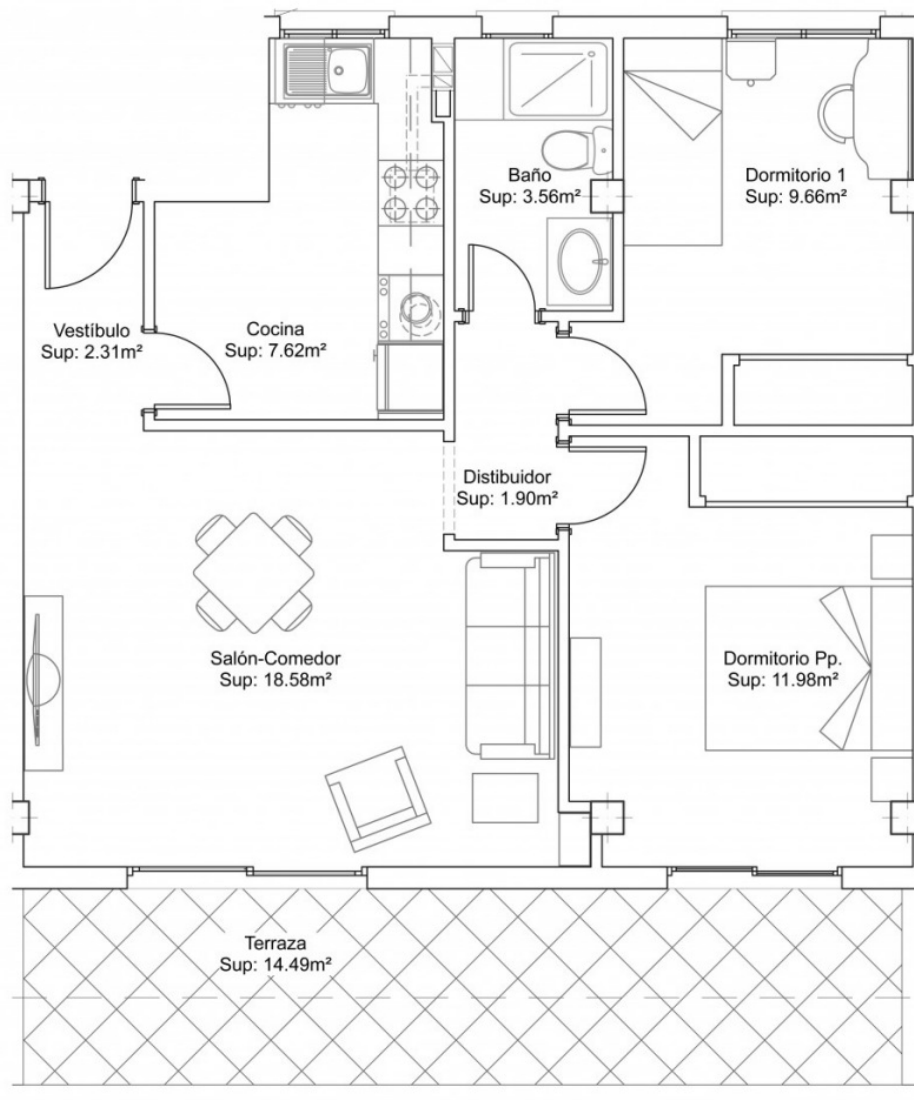 Baño
Sup: 3.56m²
Dormitorio 1
Sup: 9.66m²
Vestíbulo
Sup: 2.31m²
Cocina
Sup: 7.62m²
Distibuidor
Sup: 1.90m²
Salón-Comedor
Sup: 18.58m²
Dormitorio Pp.
Sup: 11.98m²
Terraza
Sup: 14.49m²